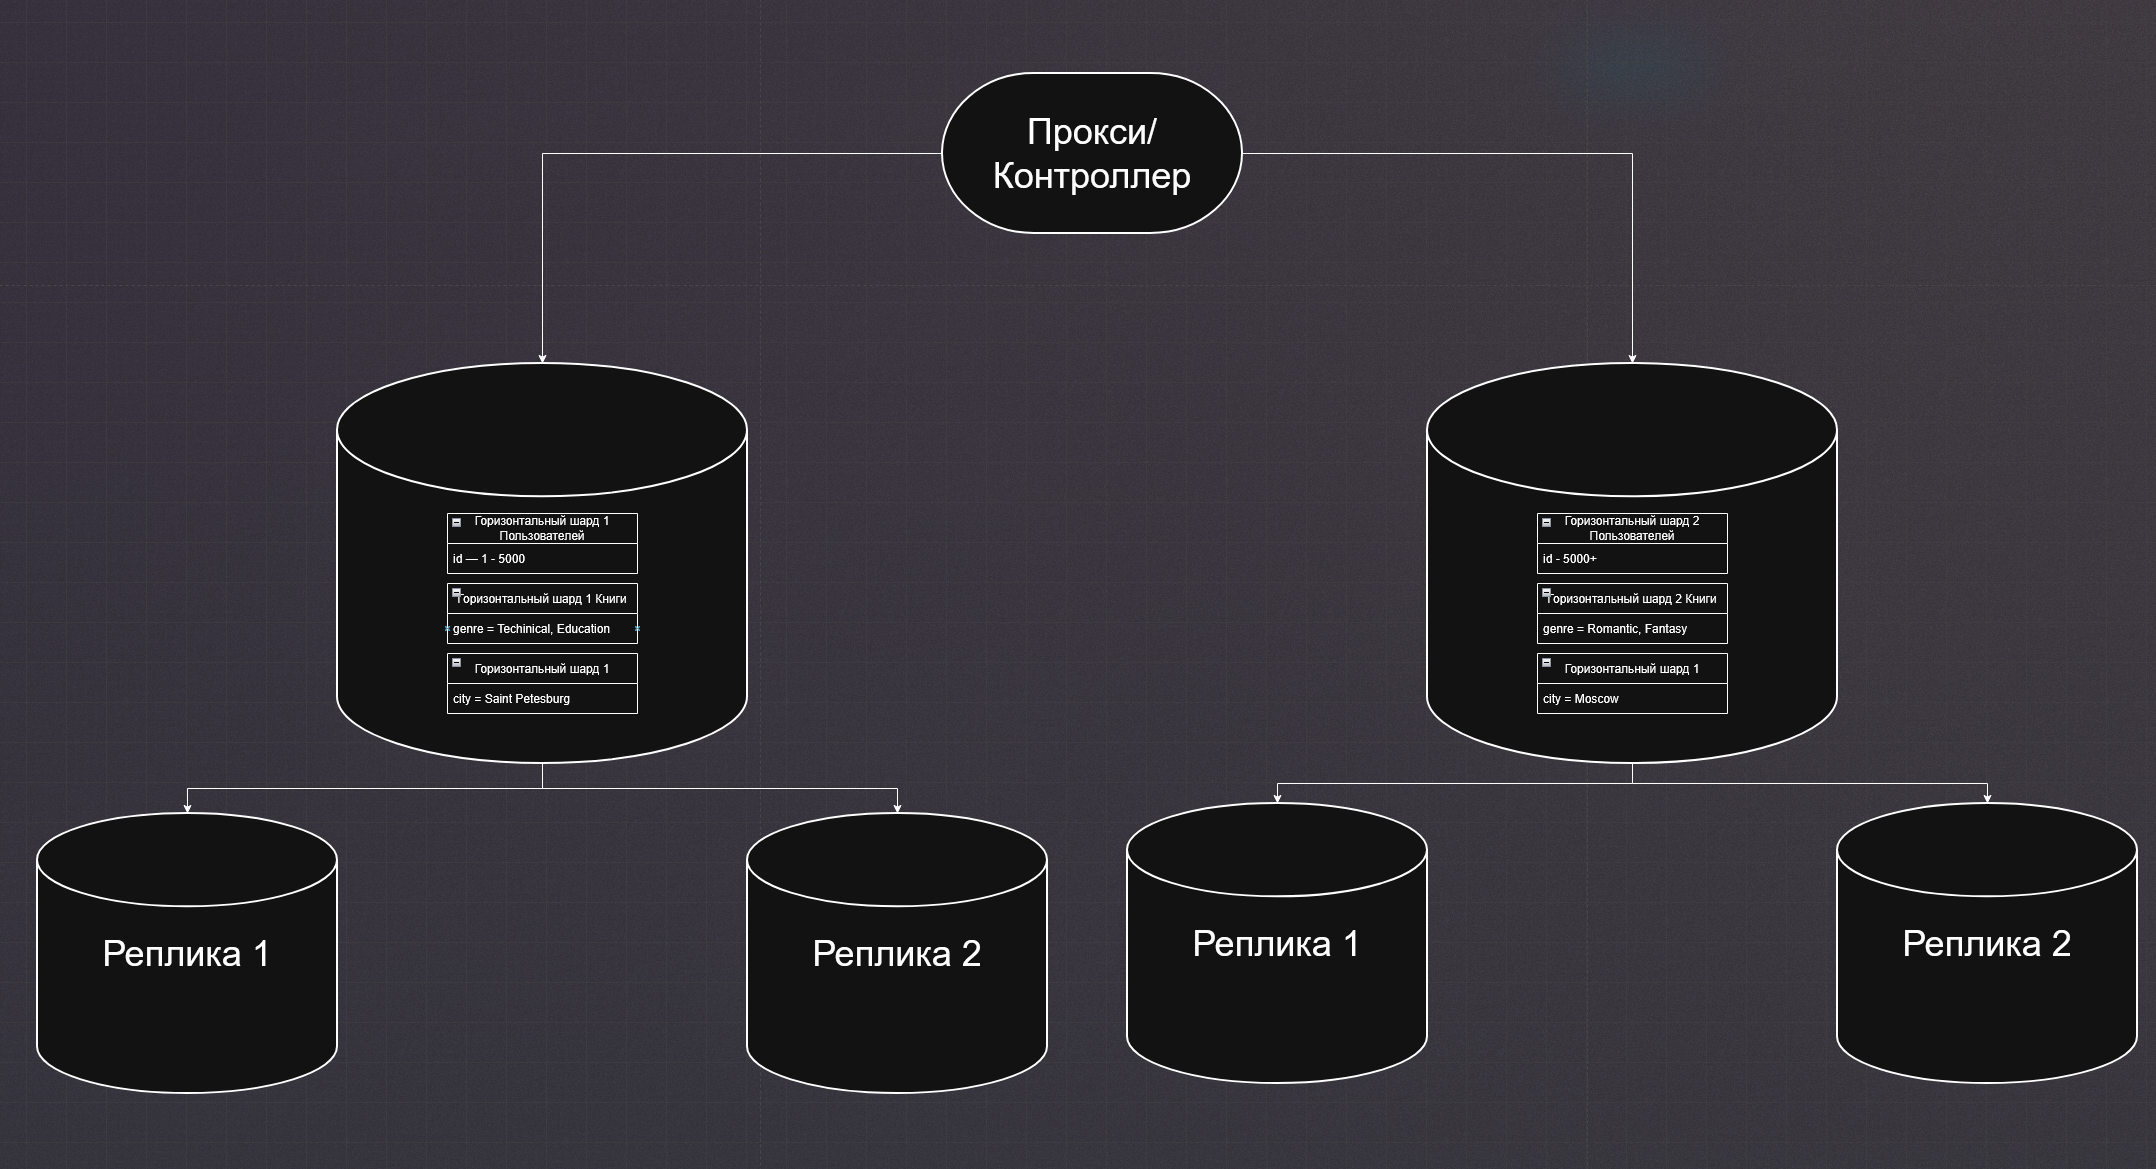 Прокси/
Контроллер
Горизонтальный шард 1
Пользователей
id — 1 - 5000
Горизонтальный шард 1 Книги
genre = Techinical, Education
Горизонтальный шард 1
city = Saint Petesburg
Горизонтальный шард 2
Пользователей
id - 5000+
Горизонтальный шард 2 Книги
genre = Romantic, Fantasy
Горизонтальный шард 1
city = Moscow
Реплика 1
Реплика 2
Реплика 1
Реплика 2